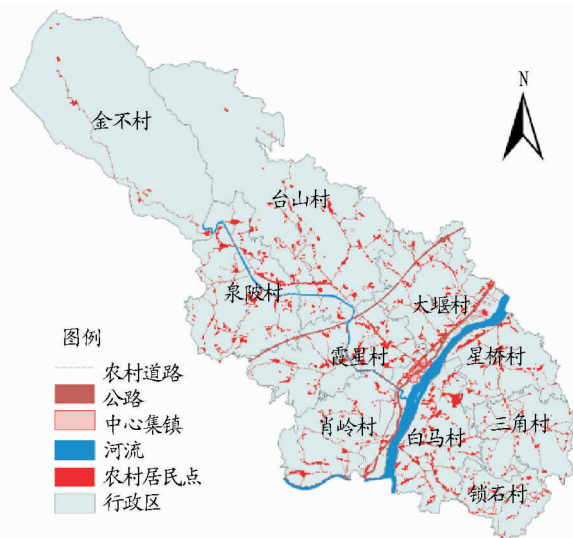 N
金不村
台山村
泉陂村
大堰村
霞星村
星桥村
肖岭村
白马村
三角村
锁石村
图例
农村道路
公路
中心集镇
河流
农村居民点
行政区